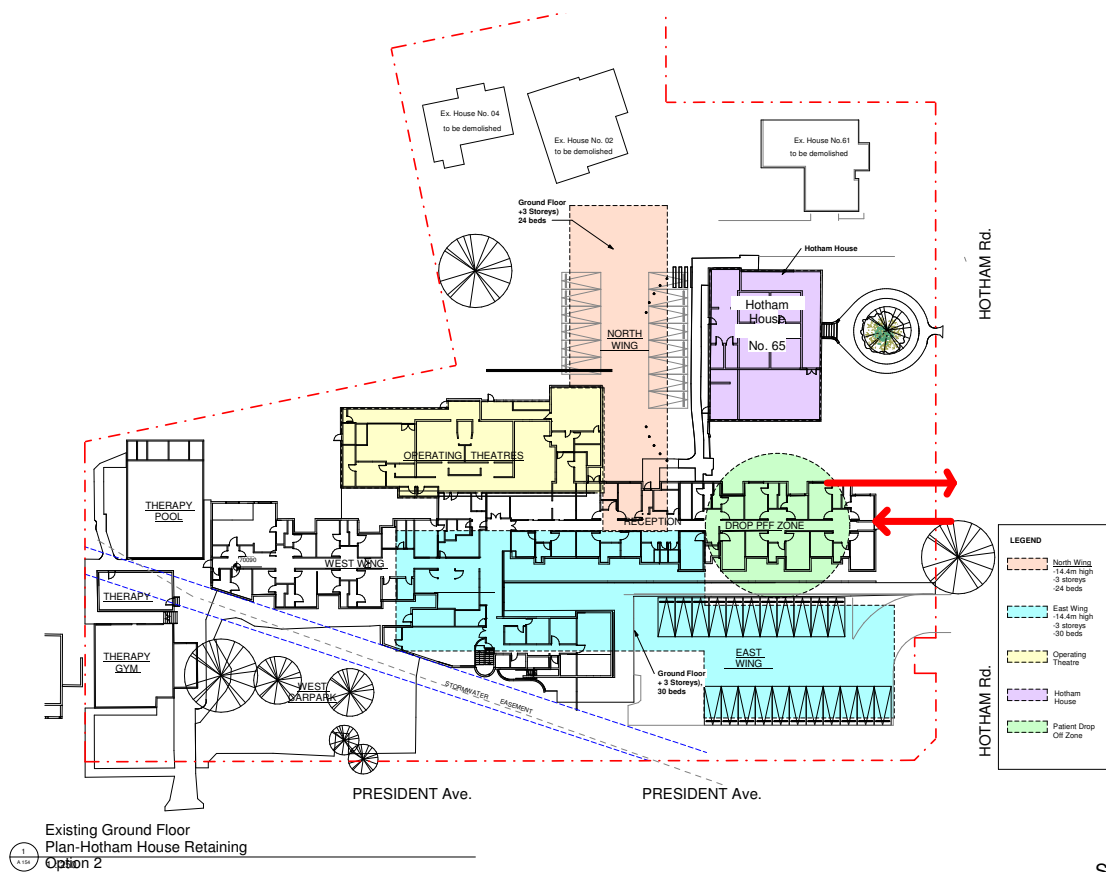 Ex. House No. 04
to be demolished
Ex. House No. 02
to be demolished
Ex. House No.61
to be demolished
Ground Floor
+3 Storeys)
24 beds
Hotham House
HOTHAM Rd.
Hotham
House
No. 65
NORTH
WING
OPERATING THEATRES
THERAPY
POOL
RECEPTION
DROP PFF ZONE
70090
WEST WING
THERAPY
THERAPY
GYM
WEST
CARPARK
STORMWATER EASEMENT
EAST
WING
Ground Floor
+ 3 Storeys),
30 beds
HOTHAM Rd.
LEGEND
North Wing
-14.4m high
-3 storeys
-24 beds
East Wing
-14.4m high
-3 storeys
-30 beds
Operating
Theatre
Hotham
House
Patient Drop
Off Zone
PRESIDENT Ave.
PRESIDENT Ave.
Existing Ground Floor
Plan-Hotham House Retaining
Option 2
1
A 154
S